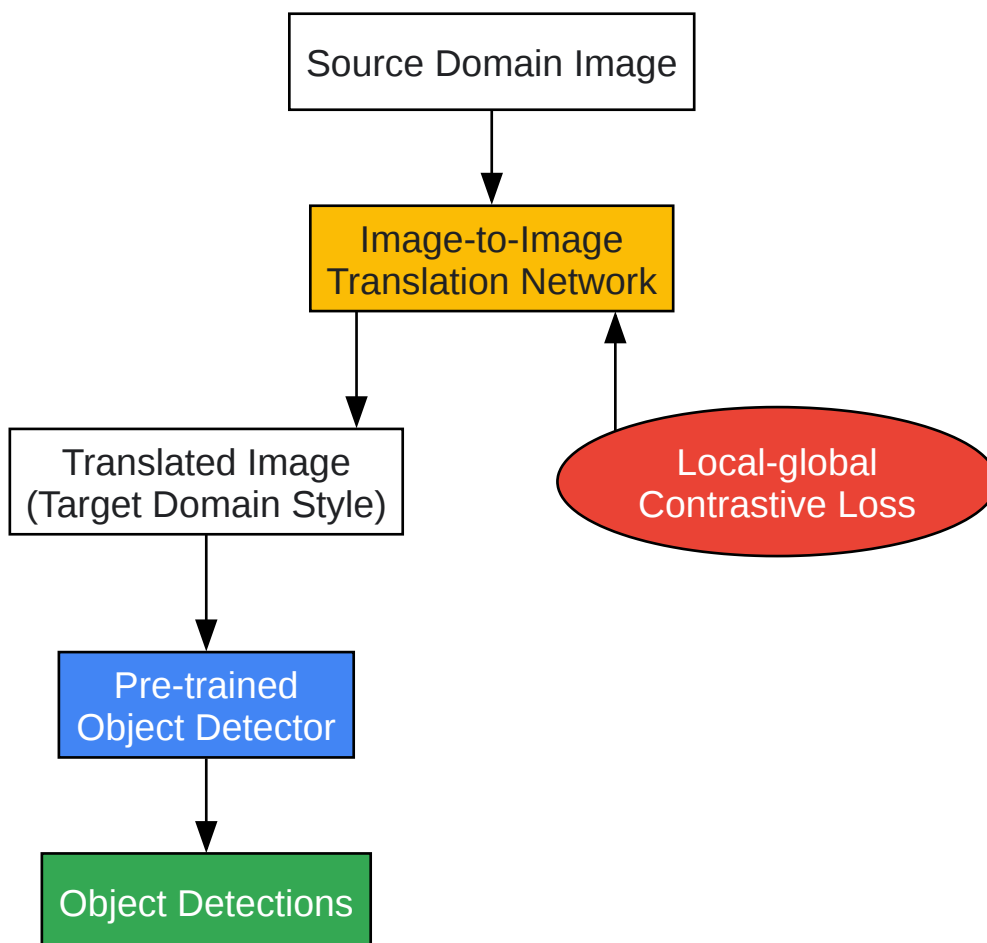 Source Domain Image
Image-to-Image
Translation Network
Translated Image
(Target Domain Style)
Local-global
Contrastive Loss
Pre-trained
Object Detector
Object Detections